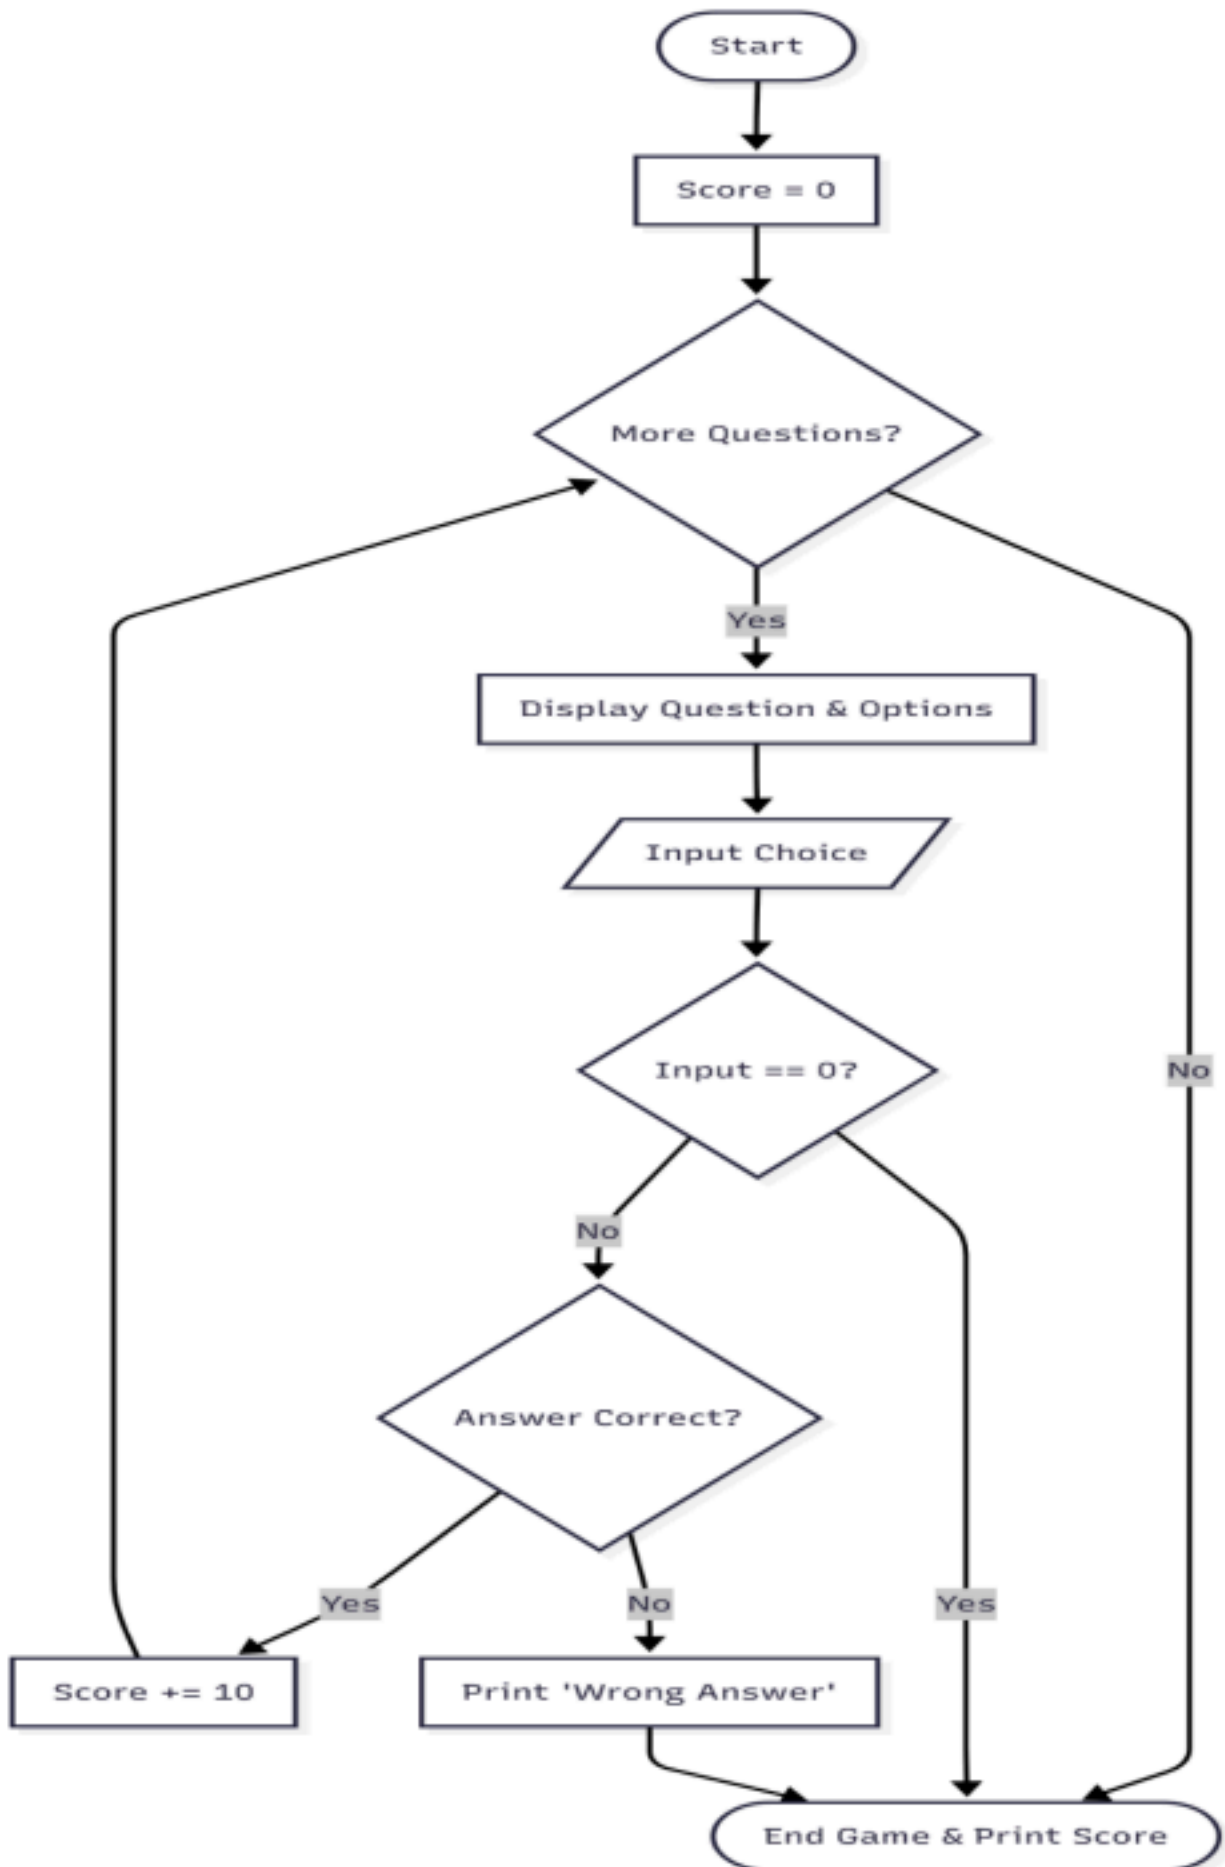 Start
Score = 0
More Questions?
Yes
Display Question & Options
Input Choice
Input == 0?
No
No
Answer Correct?
Yes
No
Yes
Score += 10
Print 'Wrong Answer'
End Game & Print Score